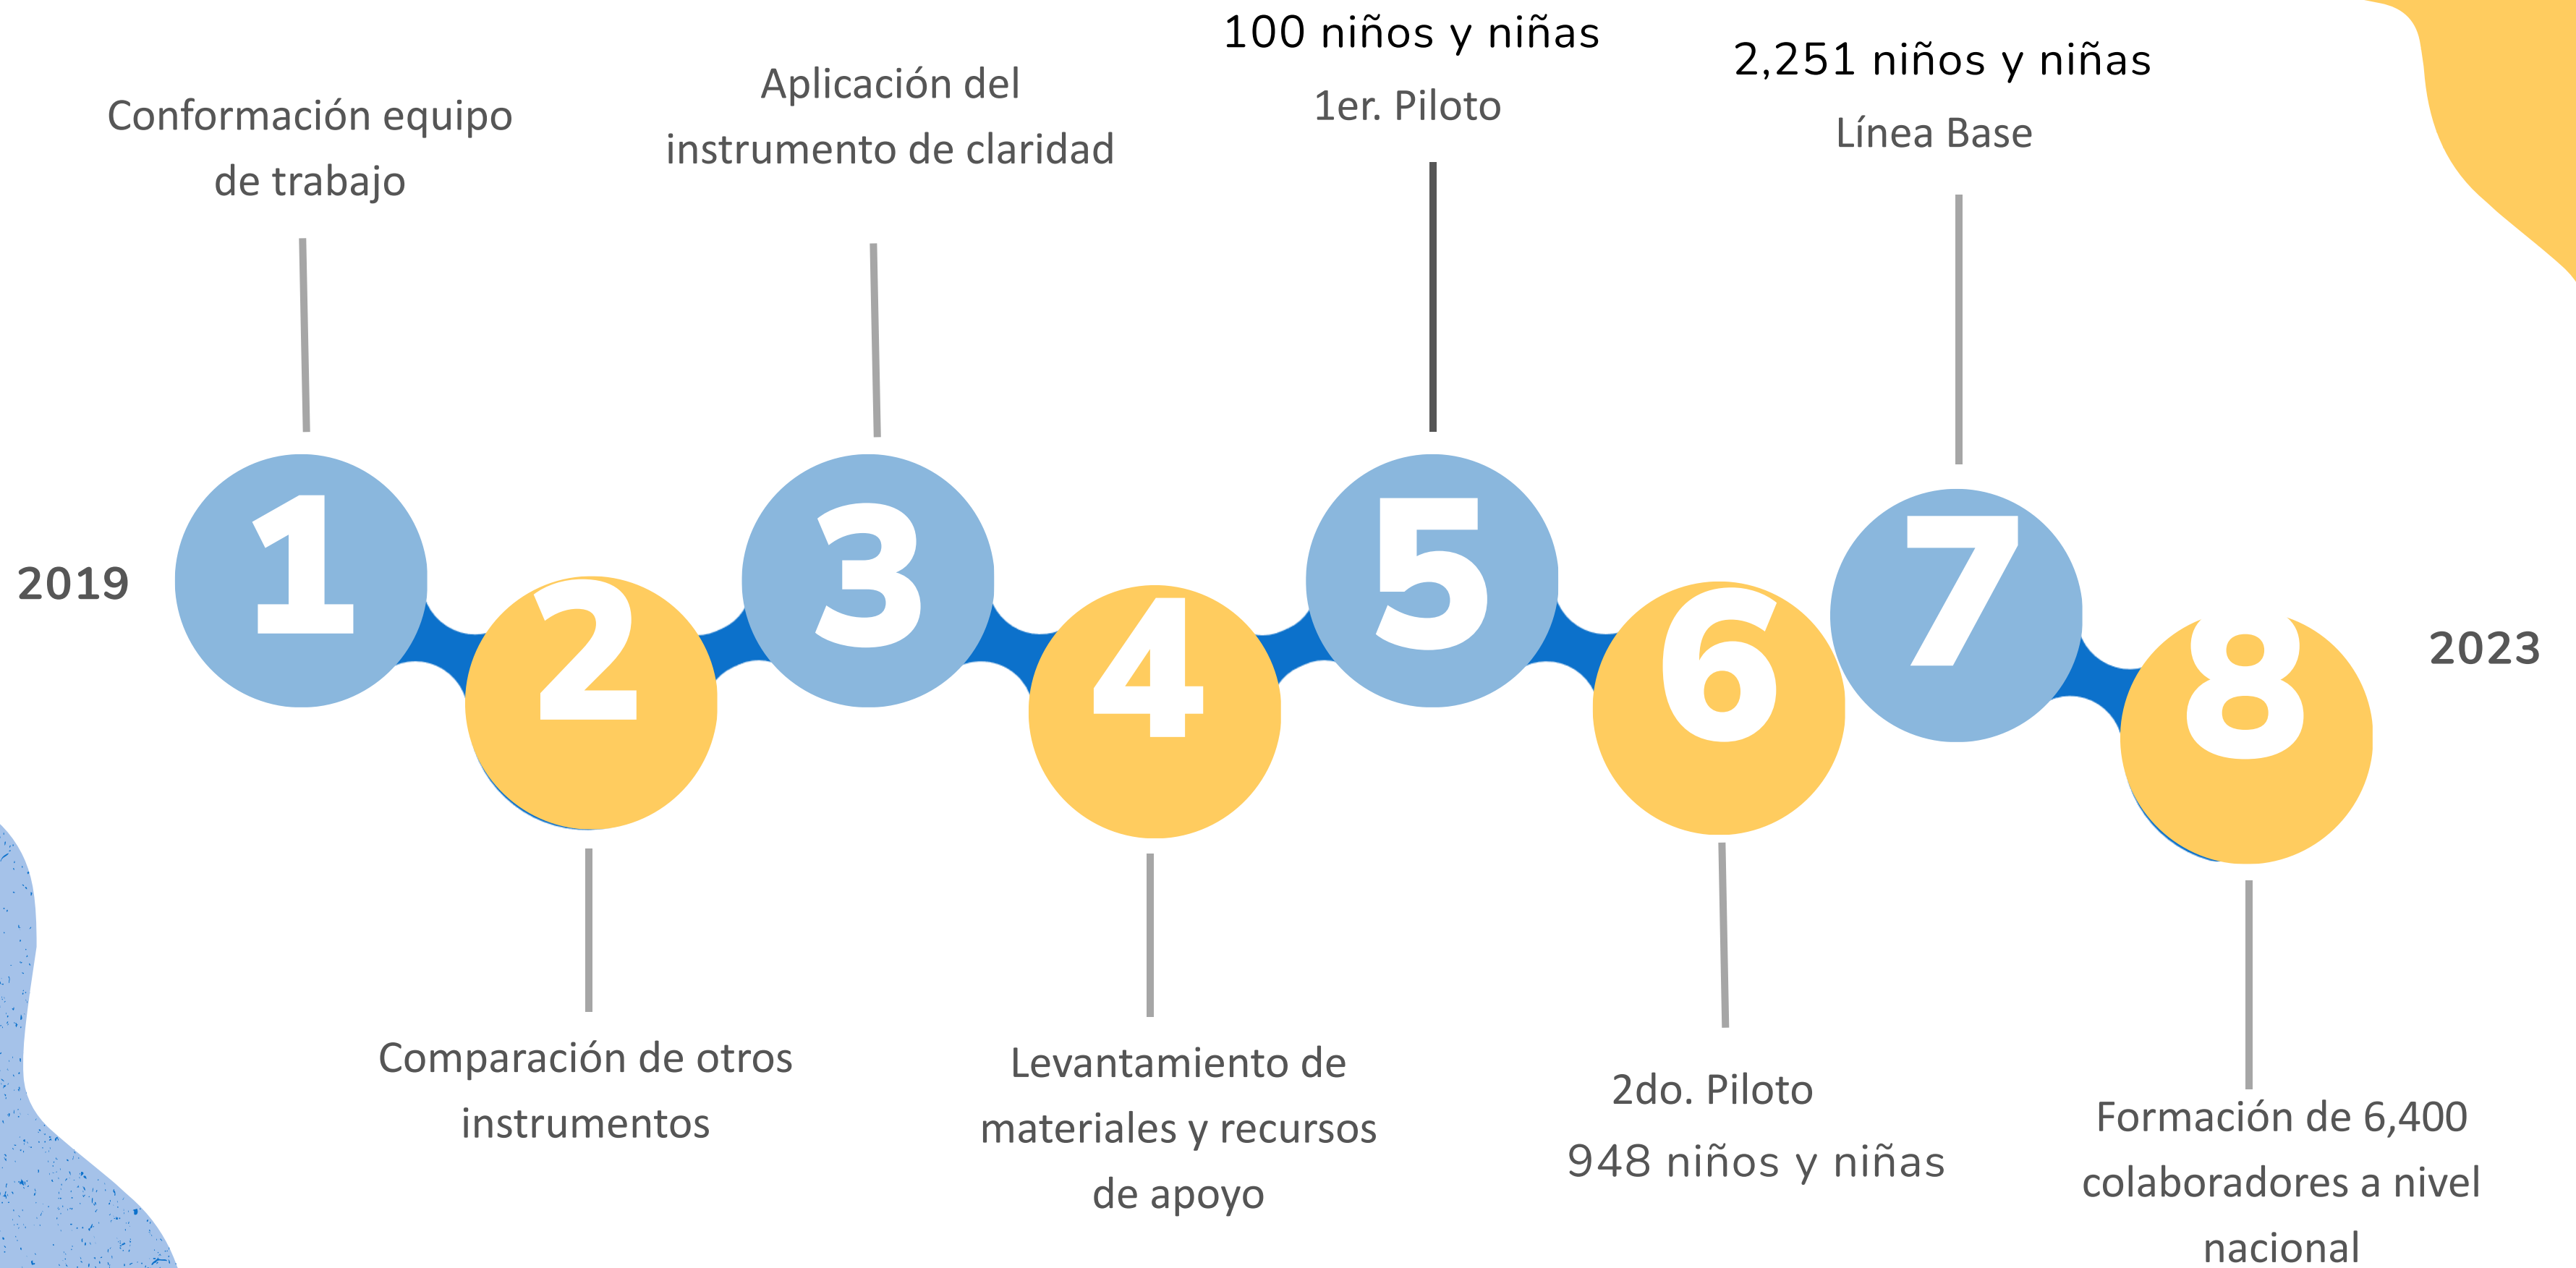 2019
1
Conformación equipo
de trabajo
2
Comparación de otros
instrumentos
3
Aplicación del
instrumento de claridad
4
Levantamiento de
materiales y recursos
de apoyo
5
100 niños y niñas
1er. Piloto
6
2do. Piloto
948 niños y niñas
7
2,251 niños y niñas
Línea Base
8
Formación de 6,400
colaboradores a nivel
nacional
2023